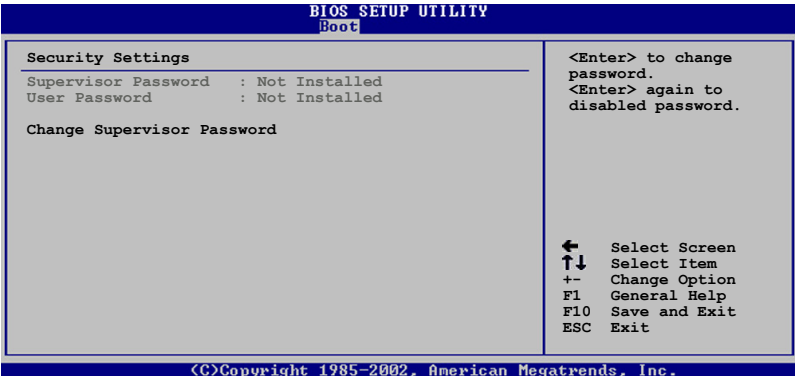 BIOS SETUP UTILITY
Boot
Security Settings
Supervisor Password : Not Installed
User Password : Not Installed
Change Supervisor Password
<Enter> to change
password.
<Enter> again to
disabled password.
← Select Screen
↑↓ Select Item
+- Change Option
F1 General Help
F10 Save and Exit
ESC Exit
(C)Copyright 1985-2002, American Megatrends, Inc.